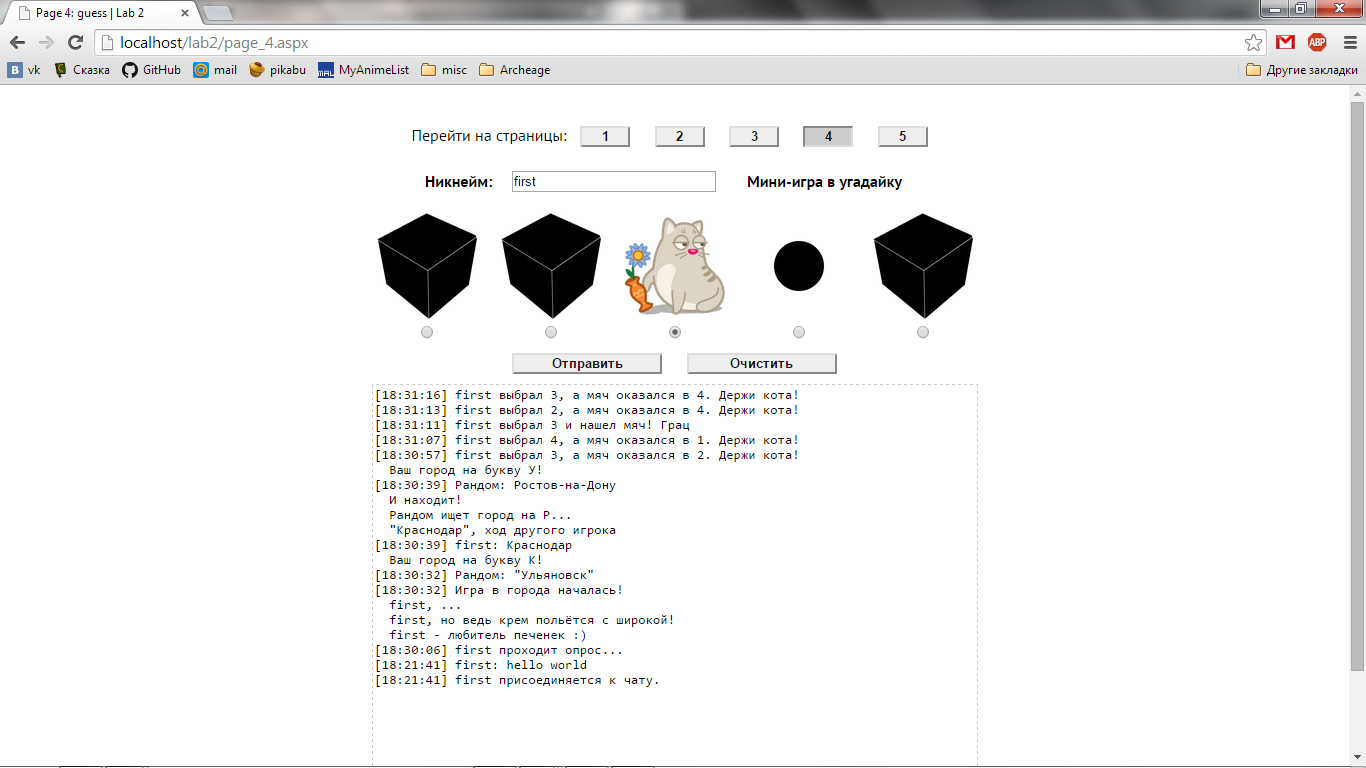 Page 4: guess | Lab 2
localhost/lab2/page_4.aspx
ABP
vk Сказка GitHub mail pikabu MyAnimeList misc Archeage Другие закладки
Перейти на страницы: 1 2 3 4 5
Никнейм: first Мини-игра в угадайку
Отправить Очистить
[18:31:16] first выбрал 3, а мяч оказался в 4. Держи кота!
[18:31:13] first выбрал 2, а мяч оказался в 4. Держи кота!
[18:31:11] first выбрал 3 и нашел мяч! Грац
[18:31:07] first выбрал 4, а мяч оказался в 1. Держи кота!
[18:30:57] first выбрал 3, а мяч оказался в 2. Держи кота!
Ваш город на букву У!
[18:30:39] Рандом: Ростов-на-Дону
И находит!
Рандом ищет город на Р...
"Краснодар", ход другого игрока
[18:30:39] first: Краснодар
Ваш город на букву К!
[18:30:32] Рандом: "Ульяновск"
[18:30:32] Игра в города началась!
first, ...
first, но ведь крем польётся с широкой!
first - любитель печенек :)
[18:30:06] first проходит опрос...
[18:21:41] first: hello world
[18:21:41] first присоединяется к чату.